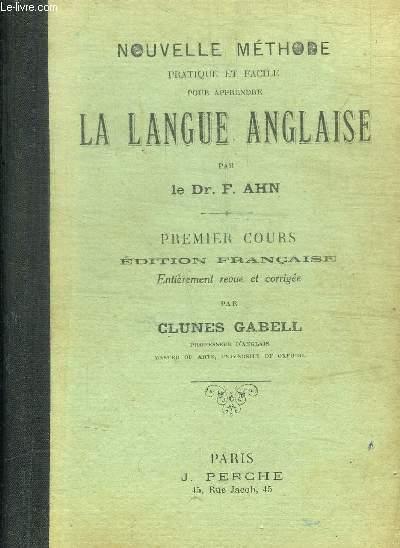 NOUVELLE MÉTHODE
PRATIQUE ET FACILE
POUR APPRENDRE
LA LANGUE ANGLAISE
PAR
le Dr. F. AHN
PREMIER COURS
ÉDITION FRANÇAISE
Entièrement revue et corrigée
PAR
CLUNES GABELL
PROFESSEUR D'ANGLAIS
MASTER OF ARTS, UNIVERSITY OF OXFORD.
PARIS
J. PERCHE
45, Rue Jacob, 45
le-livre